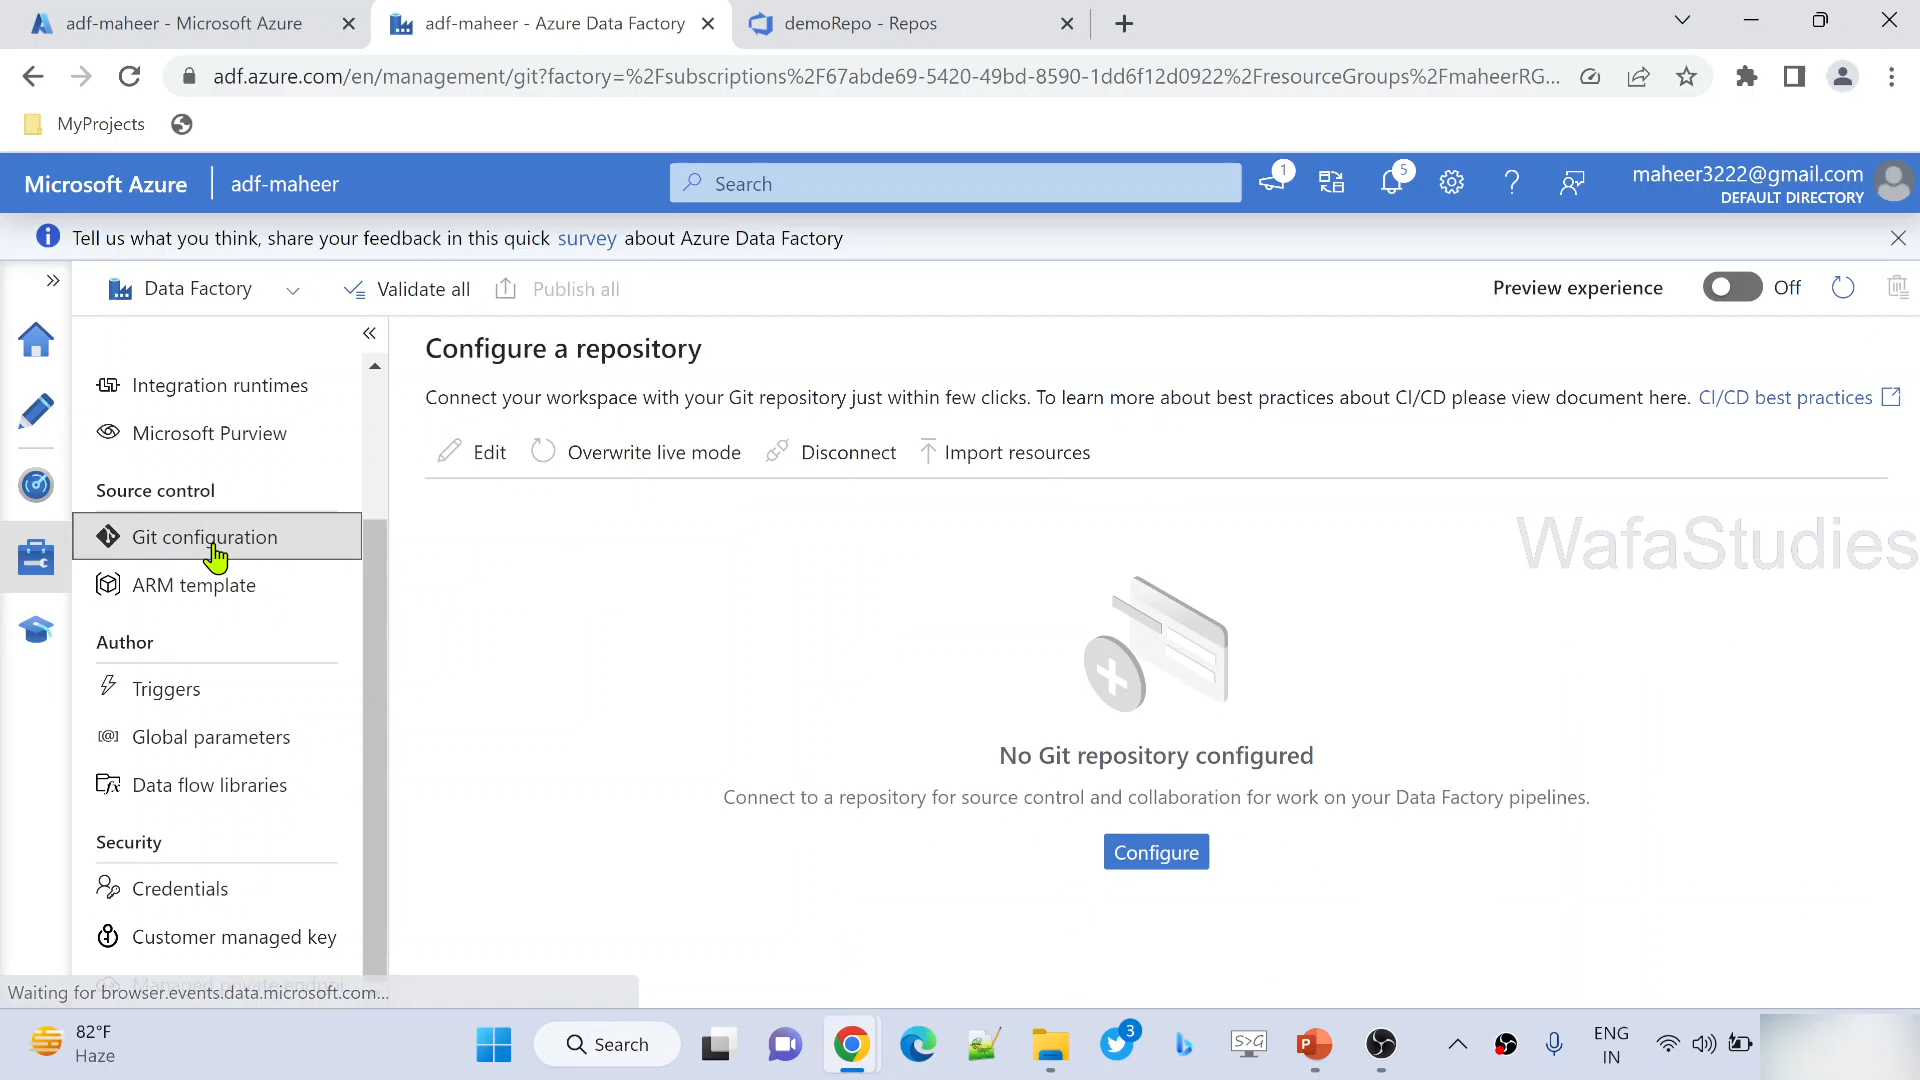 adf-maheer - Microsoft Azure
adf-maheer - Azure Data Factory
demoRepo - Repos
adf.azure.com/en/management/git?factory=%2Fsubscriptions%2F67abde69-5420-49bd-8590-1dd6f12d0922%2FresourceGroups%2FmaheerRG...
MyProjects
Microsoft Azure
adf-maheer
Search
1
5
maheer3222@gmail.com
DEFAULT DIRECTORY
Tell us what you think, share your feedback in this quick survey about Azure Data Factory
Data Factory
Validate all
Publish all
Preview experience
Off
Integration runtimes
Microsoft Purview
Source control
Git configuration
ARM template
Author
Triggers
Global parameters
Data flow libraries
Security
Credentials
Customer managed key
Configure a repository
Connect your workspace with your Git repository just within few clicks. To learn more about best practices about CI/CD please view document here. CI/CD best practices
Edit
Overwrite live mode
Disconnect
Import resources
WafaStudies
No Git repository configured
Connect to a repository for source control and collaboration for work on your Data Factory pipelines.
Configure
Waiting for browser.events.data.microsoft.com...
82°F
Haze
Search
3
S>G
ENG
IN